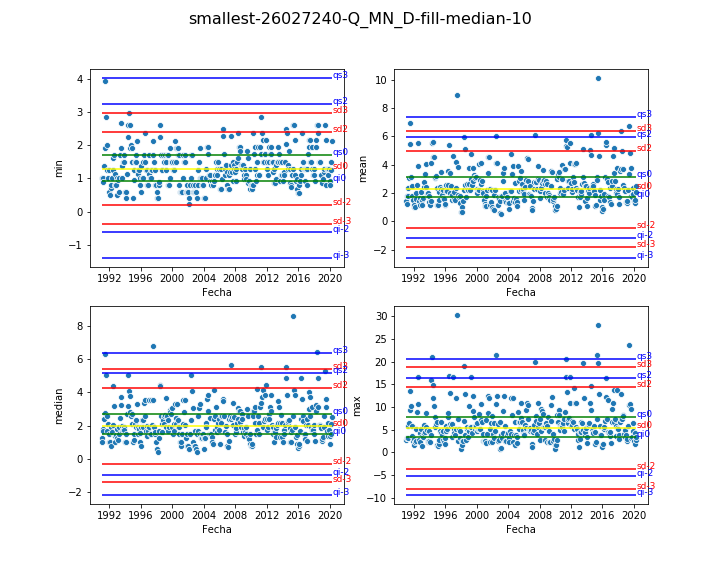 smallest-26027240-Q_MN_D-fill-median-10
4
3
2
1
0
−1
min
qs3
qs2
sd3
sd2
qs0
sd0
qi0
sd-2
sd-3
qi-2
qi-3
1992 1996 2000 2004 2008 2012 2016 2020
Fecha
10
8
6
4
2
0
−2
mean
qs3
sd3
qs2
sd2
qs0
sd0
qi0
sd-2
qi-2
sd-3
qi-3
1992 1996 2000 2004 2008 2012 2016 2020
Fecha
8
6
4
2
0
−2
median
qs3
sd3
qs2
sd2
qs0
sd0
qi0
sd-2
qi-2
sd-3
qi-3
1992 1996 2000 2004 2008 2012 2016 2020
Fecha
30
25
20
15
10
5
0
−5
−10
max
qs3
sd3
qs2
sd2
qs0
sd0
qi0
sd-2
qi-2
sd-3
qi-3
1992 1996 2000 2004 2008 2012 2016 2020
Fecha